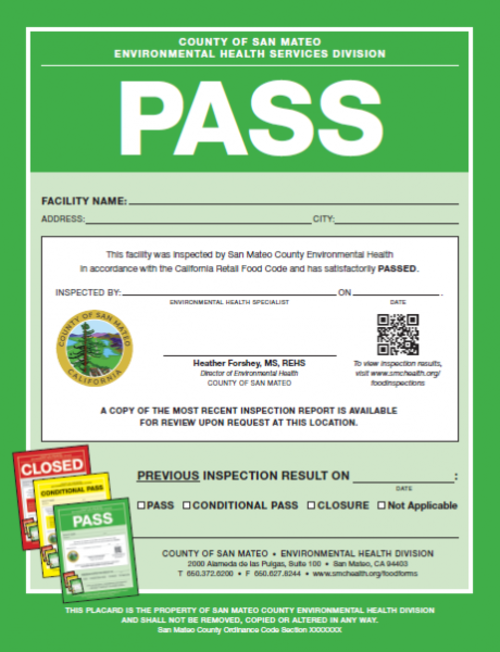 COUNTY OF SAN MATEO
ENVIRONMENTAL HEALTH SERVICES DIVISION
PASS
FACILITY NAME:
ADDRESS: CITY:
This facility was inspected by San Mateo County Environmental Health
in accordance with the California Retail Food Code and has satisfactorily PASSED.
INSPECTED BY: ON .
ENVIRONMENTAL HEALTH SPECIALIST DATE
COUNTY OF SAN MATEO
CALIFORNIA
Heather Forshey, MS, REHS
Director of Environmental Health
COUNTY OF SAN MATEO
To view inspection results,
visit www.smchealth.org/
foodinspections
A COPY OF THE MOST RECENT INSPECTION REPORT IS AVAILABLE
FOR REVIEW UPON REQUEST AT THIS LOCATION.
CLOSED
CONDITIONAL PASS
PASS
PREVIOUS INSPECTION RESULT ON :
DATE
☐PASS ☐CONDITIONAL PASS ☐CLOSURE ☐Not Applicable
COUNTY OF SAN MATEO • ENVIRONMENTAL HEALTH DIVISION
2000 Alameda de las Pulgas, Suite 100 • San Mateo, CA 94403
T 650.372.6200 • F 650.627.8244 • www.smchealth.org/foodforms
THIS PLACARD IS THE PROPERTY OF SAN MATEO COUNTY ENVIRONMENTAL HEALTH DIVISION
AND SHALL NOT BE REMOVED, COPIED OR ALTERED IN ANY WAY.
San Mateo County Ordinance Code Section XXXXXXX